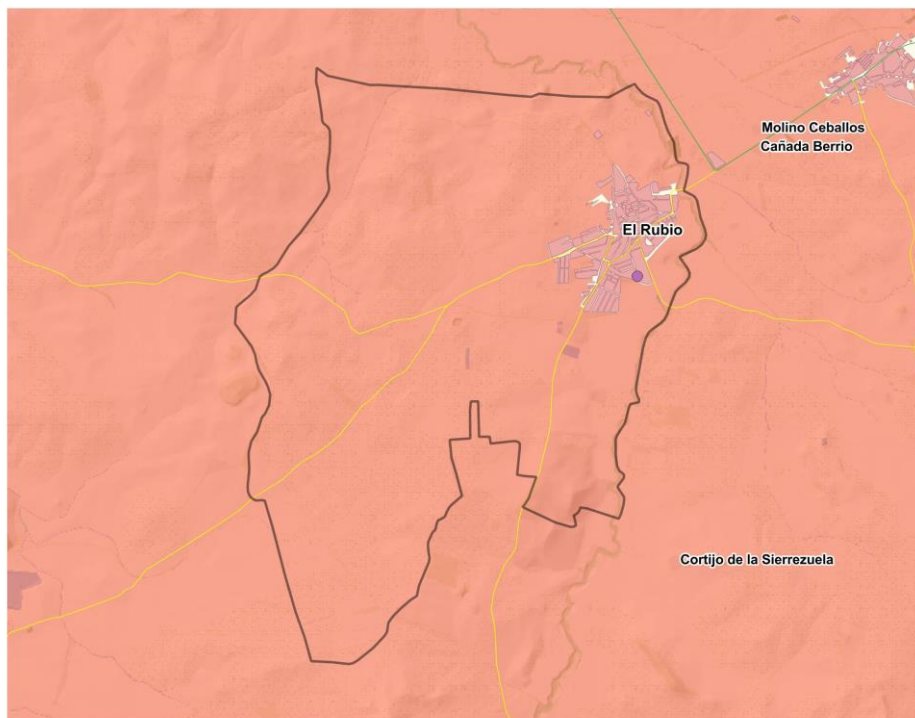 Molino Ceballos
Cañada Berrio
El Rubio
Cortijo de la Sierrezuela